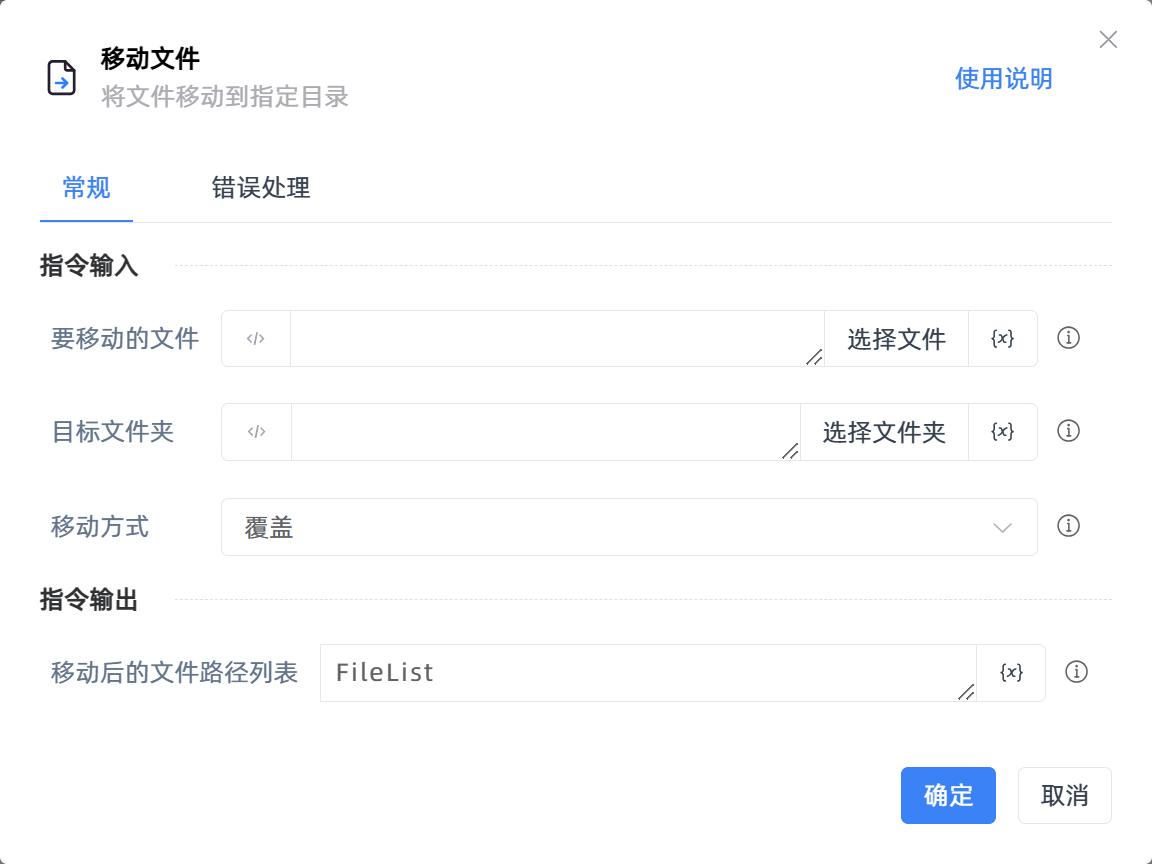 移动文件
将文件移动到指定目录
使用说明
常规
错误处理
指令输入
要移动的文件
</>
选择文件
{x}
目标文件夹
</>
选择文件夹
{x}
移动方式
覆盖
指令输出
移动后的文件路径列表
FileList
{x}
确定
取消